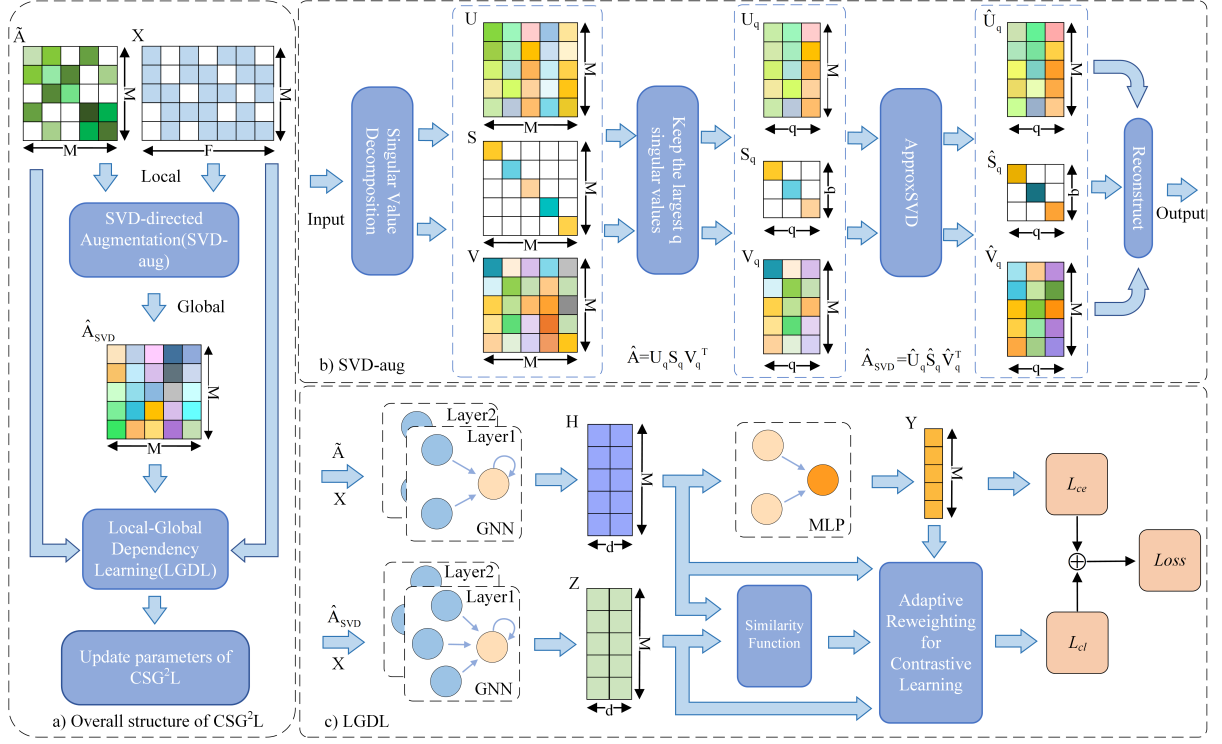 Ã
X
M
M
M
F
Local
SVD-directed
Augmentation(SVD-
aug)
Global
Â_SVD
M
M
Local-Global
Dependency
Learning(LGDL)
Update parameters of
CSG²L
a) Overall structure of CSG²L
Input
Singular Value
Decomposition
U
M
M
S
M
M
V
M
M
Keep the largest q
singular values
Â=U_qS_qV_q^T
U_q
M
q
S_q
q
q
V_q
M
q
ApproxSVD
Â_SVD=Û_qŜ_qV̂_q^T
Û_q
M
q
Ŝ_q
q
q
V̂_q
M
q
Reconstruct
Output
b) SVD-aug
Ã
X
Layer2
Layer1
GNN
H
M
d
MLP
Y
M
L_ce
Loss
Â_SVD
X
Layer2
Layer1
GNN
Z
M
d
Similarity
Function
Adaptive
Reweighting
for
Contrastive
Learning
L_cl
c) LGDL